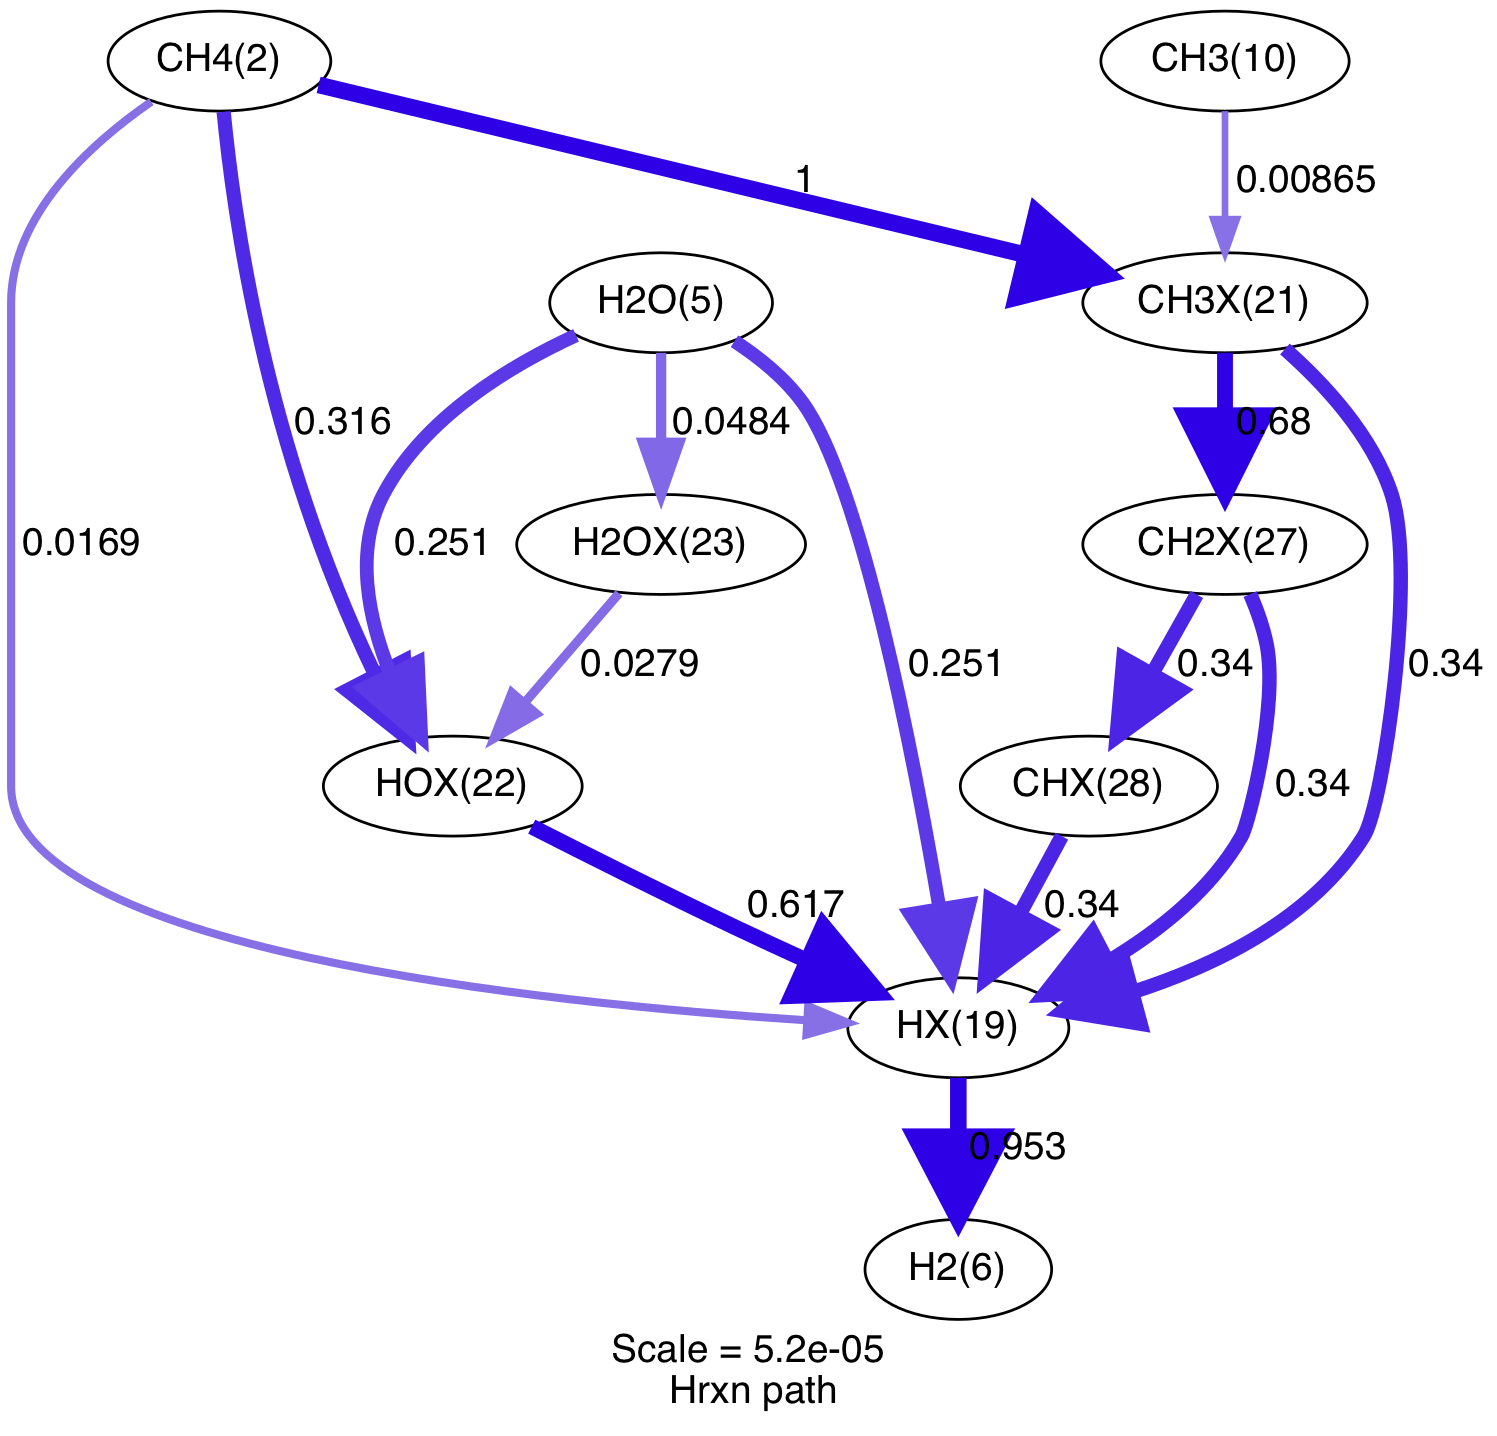 CH4(2)
CH3(10)
1
0.00865
H2O(5)
CH3X(21)
0.316
0.0484
0.68
0.0169
0.251
H2OX(23)
CH2X(27)
0.0279
0.251
0.34
0.34
HOX(22)
CHX(28)
0.34
0.617
0.34
HX(19)
0.953
H2(6)
Scale = 5.2e-05
Hrxn path